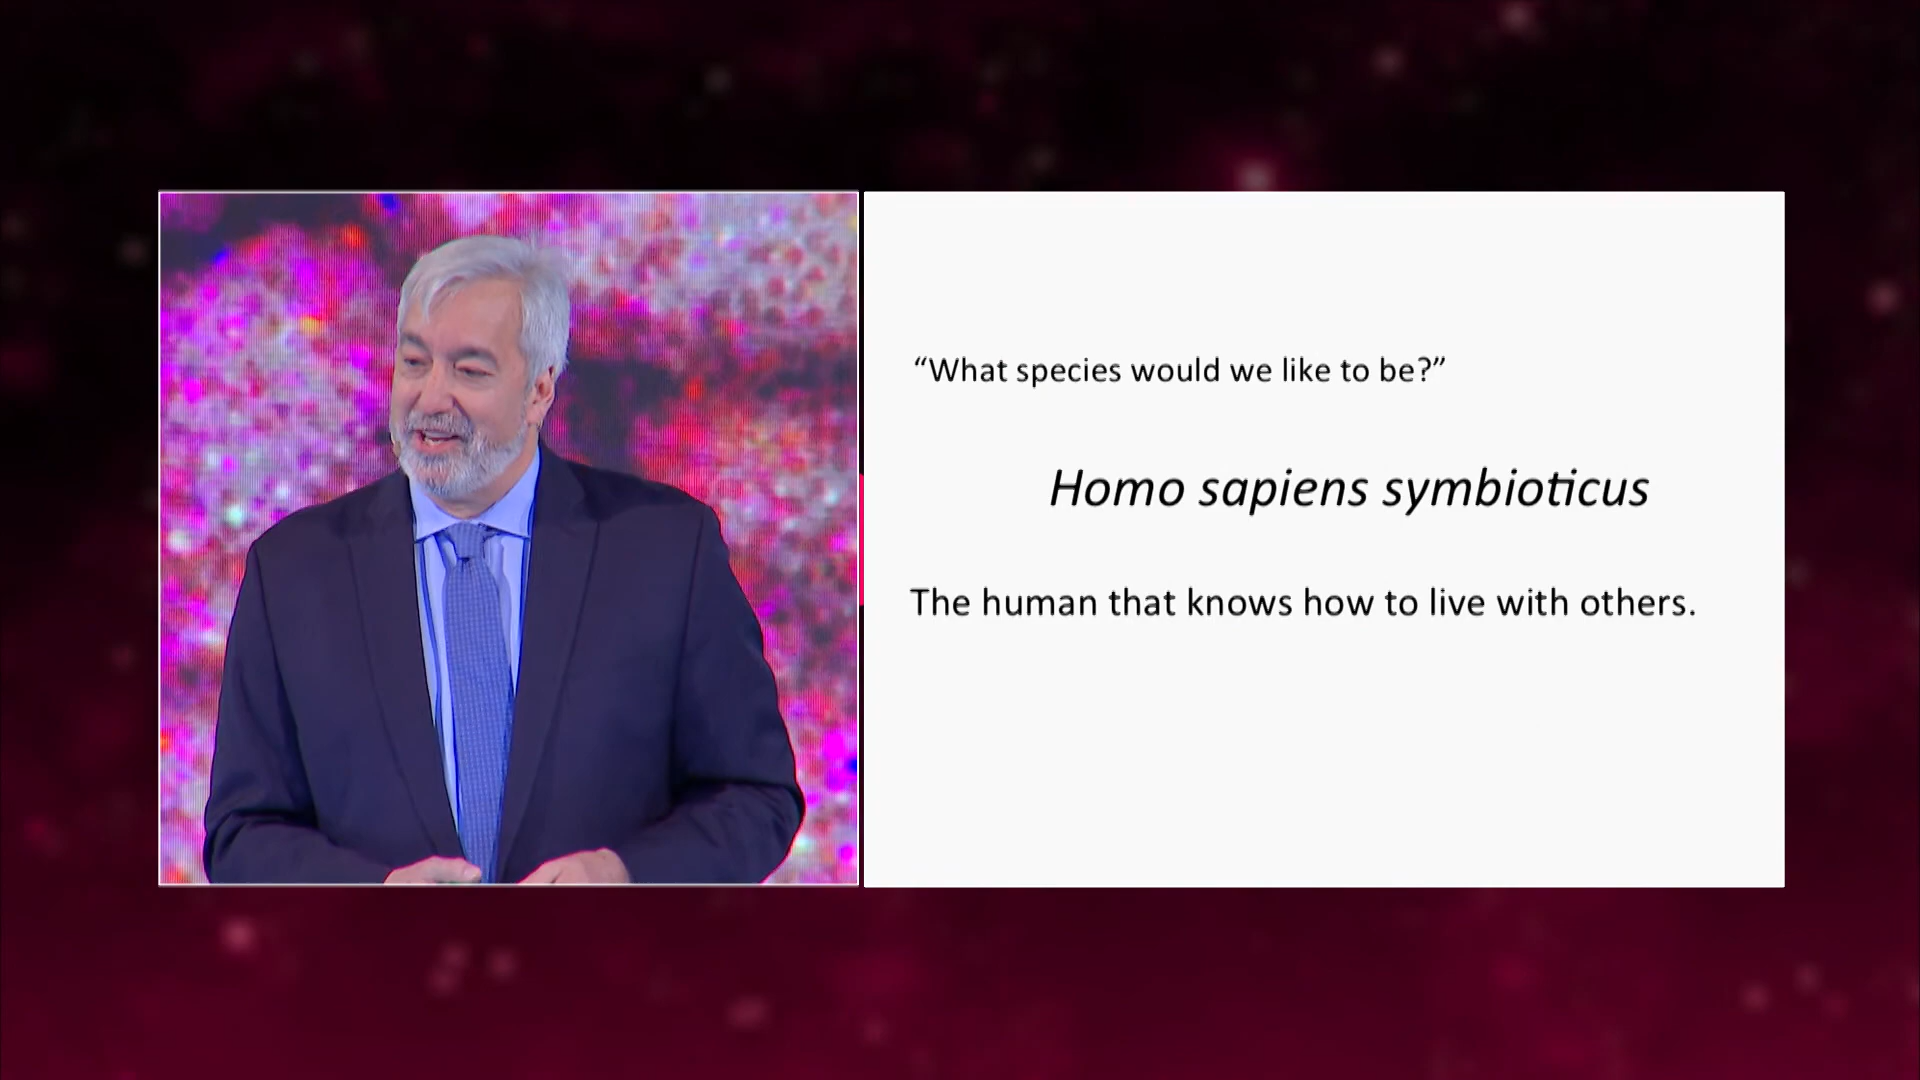 “What species would we like to be?”
Homo sapiens symbioticus
The human that knows how to live with others.